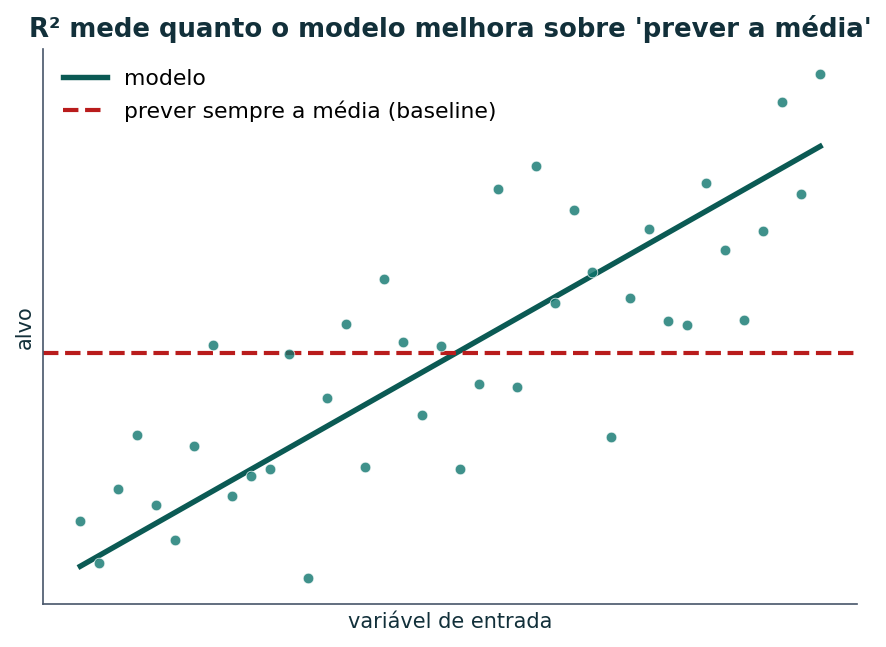 R² mede quanto o modelo melhora sobre 'prever a média'
modelo
prever sempre a média (baseline)
alvo
variável de entrada